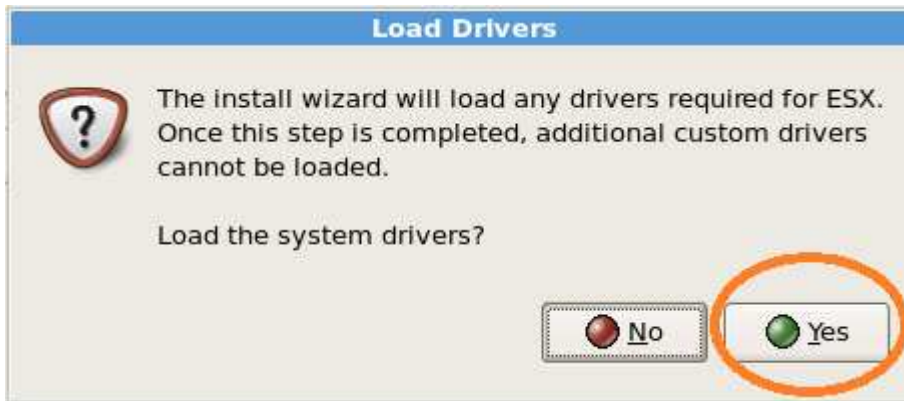 Load Drivers
The install wizard will load any drivers required for ESX.
Once this step is completed, additional custom drivers
cannot be loaded.
Load the system drivers?
No
Yes